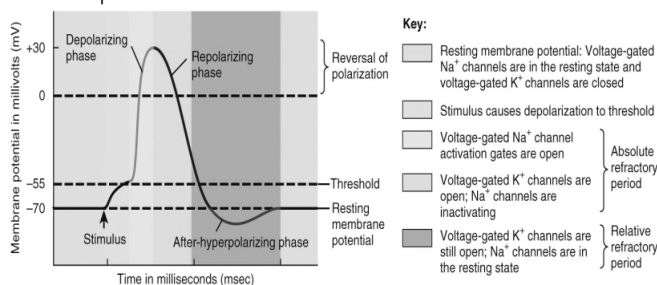 Membrane potential in millivolts (mV)
+30
0
–55
–70
Depolarizing
phase
Repolarizing
phase
Reversal of
polarization
Threshold
Resting
membrane
potential
Stimulus
After-hyperpolarizing phase
Time in milliseconds (msec)
Key:
Resting membrane potential: Voltage-gated
Na⁺ channels are in the resting state and
voltage-gated K⁺ channels are closed
Stimulus causes depolarization to threshold
Voltage-gated Na⁺ channel
activation gates are open
Voltage-gated K⁺ channels are
open; Na⁺ channels are
inactivating
Absolute
refractory
period
Voltage-gated K⁺ channels are
still open; Na⁺ channels are in
the resting state
Relative
refractory
period